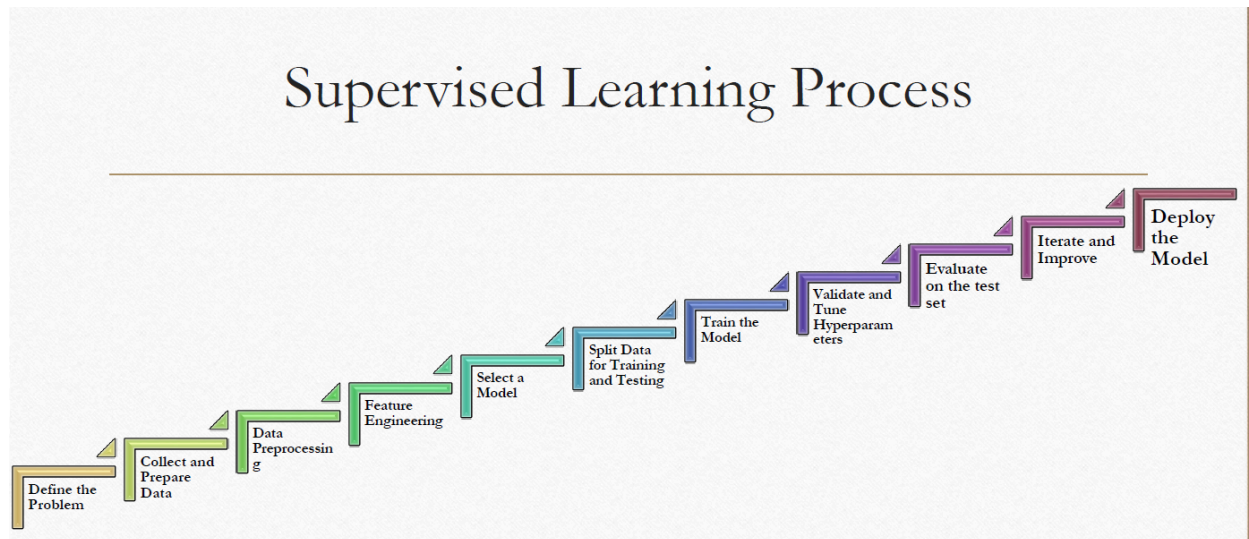 Supervised Learning Process
Define the
Problem
Collect and
Prepare
Data
Data
Preprocessin
g
Feature
Engineering
Select a
Model
Split Data
for Training
and Testing
Train the
Model
Validate and
Tune
Hyperparam
eters
Evaluate
on the test
set
Iterate and
Improve
Deploy
the
Model